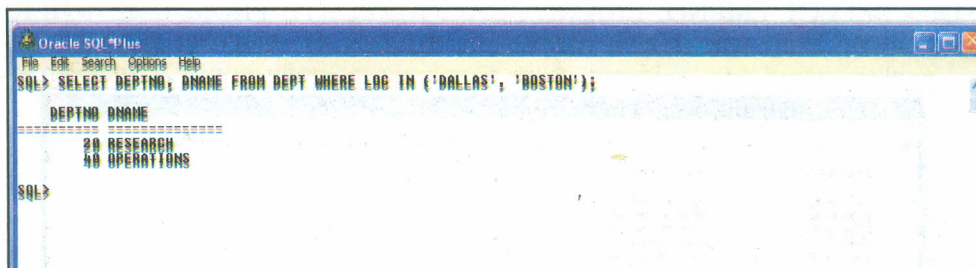 Oracle SQL*Plus
File Edit Search Options Help
SQL> SELECT DEPTNO, DNAME FROM DEPT WHERE LOC IN ('DALLAS', 'BOSTON');
DEPTNO DNAME
---------- --------------
20 RESEARCH
40 OPERATIONS
SQL>